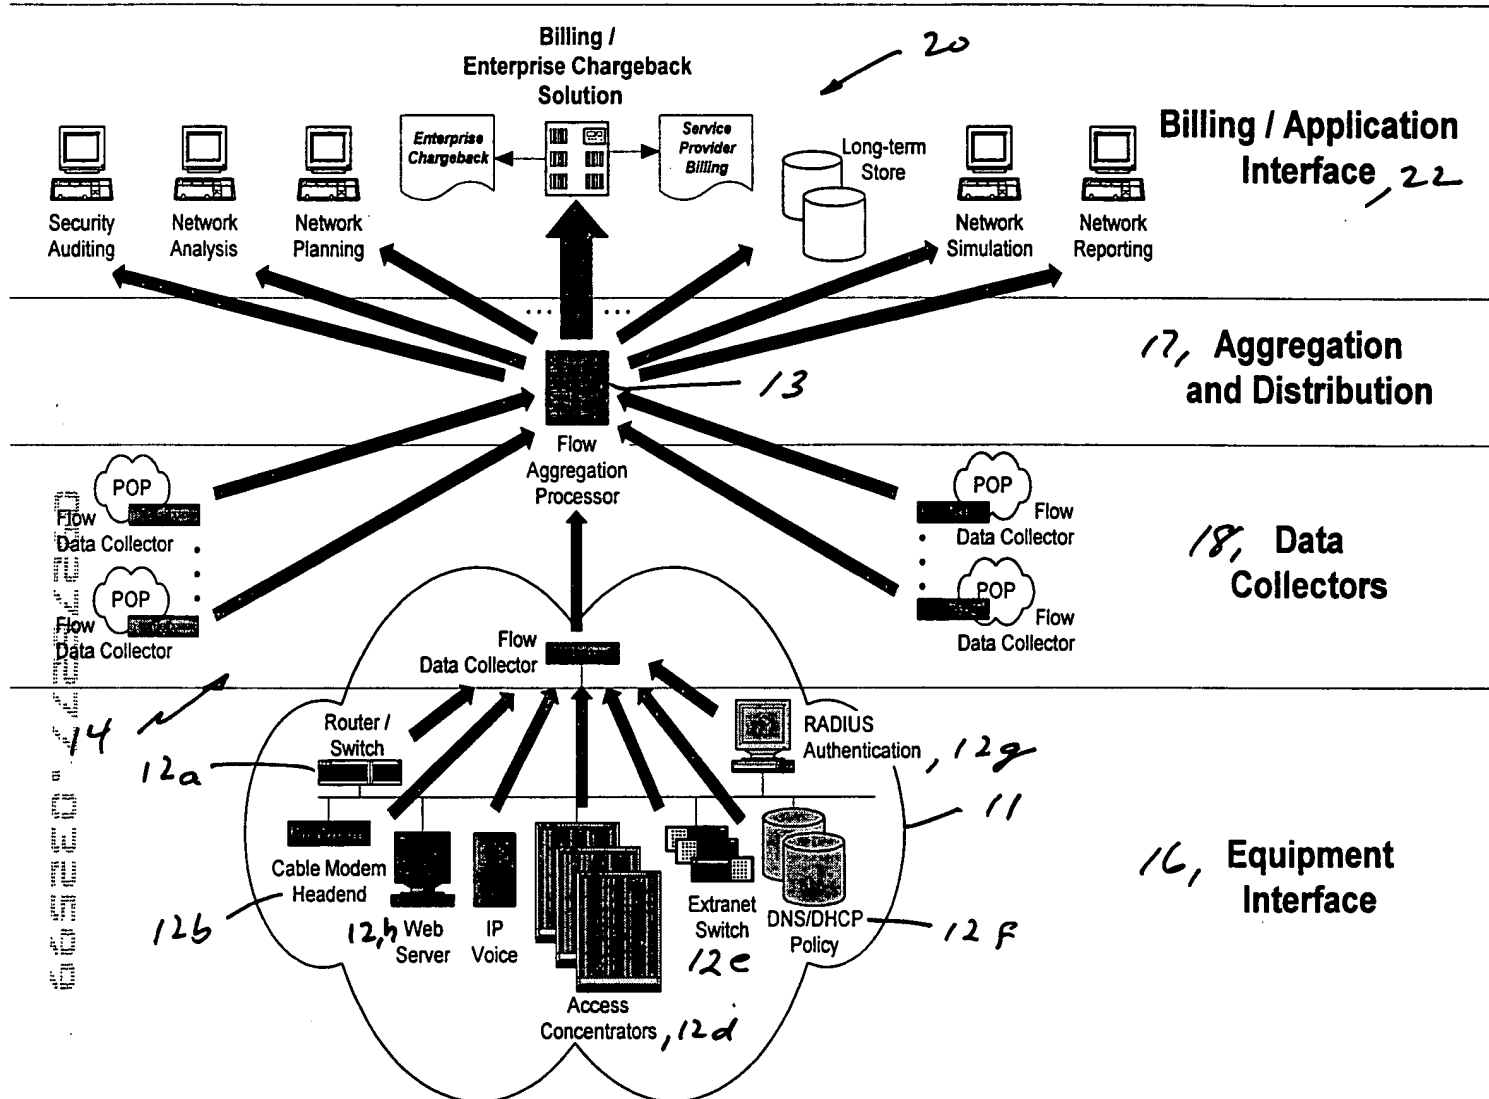 Billing /
Enterprise Chargeback
Solution
20
Enterprise
Chargeback
Service
Provider
Billing
Long-term
Store
Billing / Application
Interface, 22
Security
Auditing
Network
Analysis
Network
Planning
Network
Simulation
Network
Reporting
... ...
13
17, Aggregation
and Distribution
Flow
Aggregation
Processor
POP
Flow
Data Collector
POP
Flow
Data Collector
POP
Flow
Data Collector
POP
Flow
Data Collector
18, Data
Collectors
Flow
Data Collector
14
Router /
Switch
12a
RADIUS
Authentication, 12g
11
Cable Modem
Headend
12b
12,h Web
Server
IP
Voice
Access
Concentrators, 12d
Extranet
Switch
12e
DNS/DHCP
Policy
12f
16, Equipment
Interface